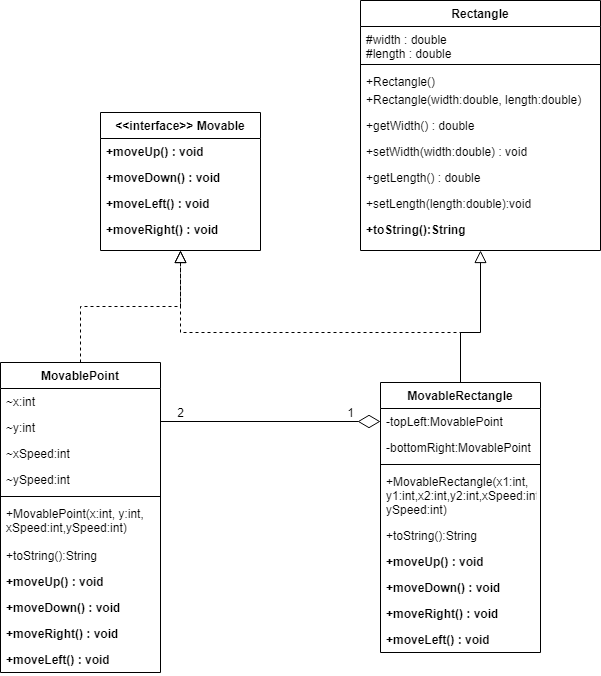 Rectangle
#width : double
#length : double
+Rectangle()
+Rectangle(width:double, length:double)
+getWidth() : double
+setWidth(width:double) : void
+getLength() : double
+setLength(length:double):void
+toString():String
<<interface>> Movable
+moveUp() : void
+moveDown() : void
+moveLeft() : void
+moveRight() : void
MovablePoint
~x:int
~y:int
~xSpeed:int
~ySpeed:int
+MovablePoint(x:int, y:int,
xSpeed:int,ySpeed:int)
+toString():String
+moveUp() : void
+moveDown() : void
+moveRight() : void
+moveLeft() : void
2
1
MovableRectangle
-topLeft:MovablePoint
-bottomRight:MovablePoint
+MovableRectangle(x1:int,
y1:int,x2:int,y2:int,xSpeed:int
ySpeed:int)
+toString():String
+moveUp() : void
+moveDown() : void
+moveRight() : void
+moveLeft() : void